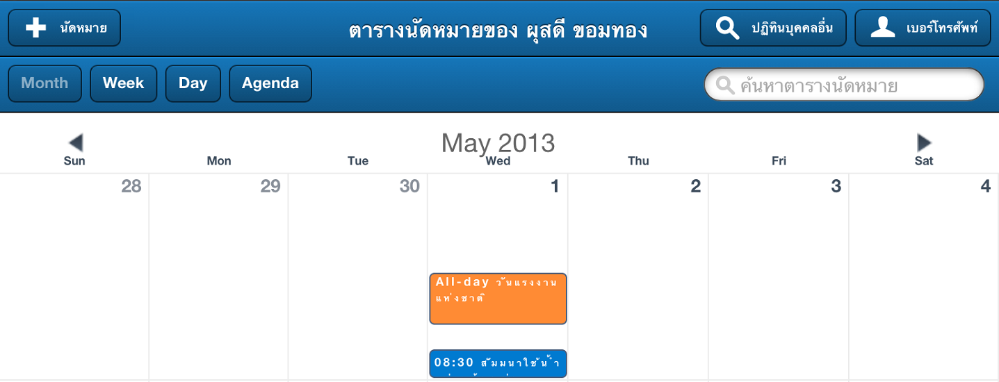 นัดหมาย
ตารางนัดหมายของ ผุสดี ขอมทอง
ปฏิทินบุคคลอื่น
เบอร์โทรศัพท์
Month
Week
Day
Agenda
ค้นหาตารางนัดหมาย
May 2013
Sun Mon Tue Wed Thu Fri Sat
28 29 30 1 2 3 4
All-day วันแรงงาน
แห่งชาติ
08:30 สัมมนาใช้น้ำ